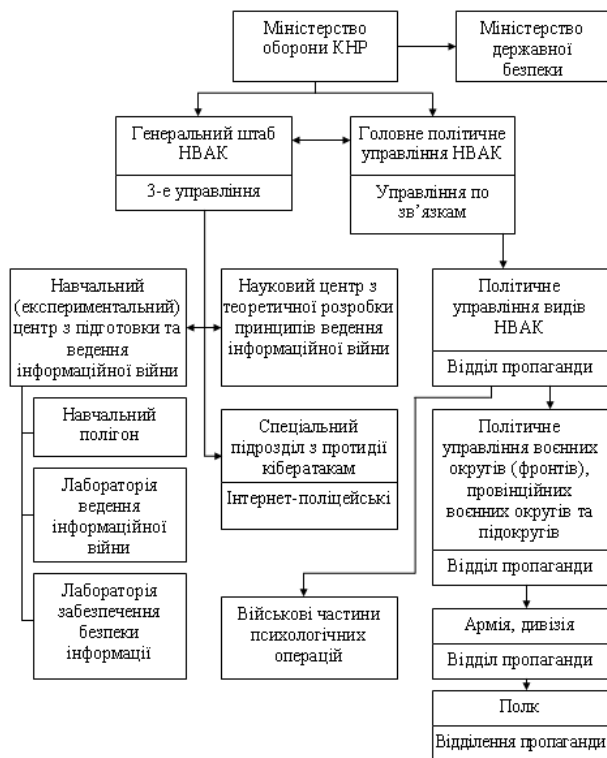 Міністерство
оборони КНР
Міністерство
державної
безпеки
Генеральний штаб
НВАК
3-е управління
Головне політичне
управління НВАК
Управління по
зв’язкам
Навчальний
(експериментальний)
центр з підготовки та
ведення
інформаційної війни
Науковий центр з
теоретичної розробки
принципів ведення
інформаційної війни
Політичне
управління видів
НВАК
Відділ пропаганди
Навчальний
полігон
Лабораторія
ведення
інформаційної
війни
Лабораторія
забезпечення
безпеки
інформації
Спеціальний
підрозділ з протидії
кібератакам
Інтернет-поліцейські
Політичне
управління воєнних
округів (фронтів),
провінційних
воєнних округів та
підокругів
Відділ пропаганди
Військові частини
психологічних
операцій
Армія, дивізія
Відділ пропаганди
Полк
Відділення пропаганди